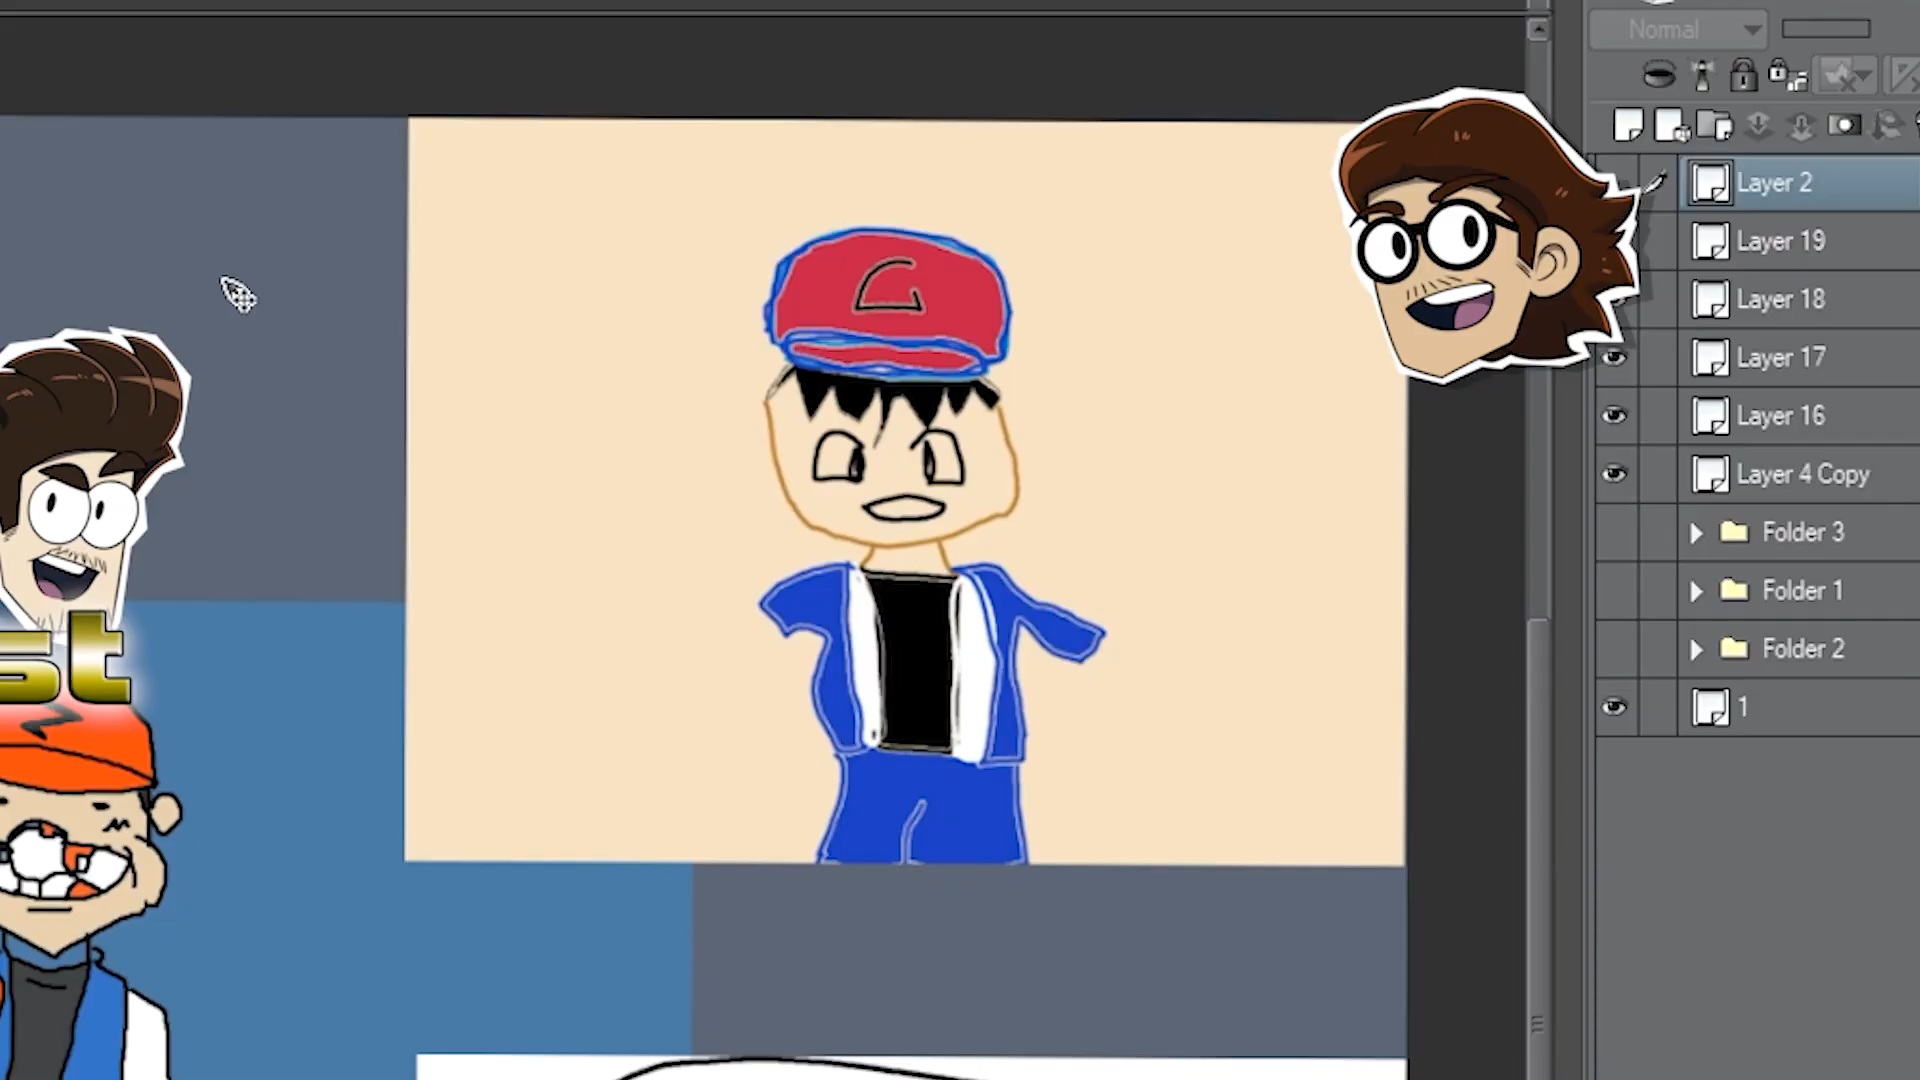 Normal
Layer 2
Layer 19
Layer 18
Layer 17
Layer 16
Layer 4 Copy
Folder 3
Folder 1
Folder 2
1
st